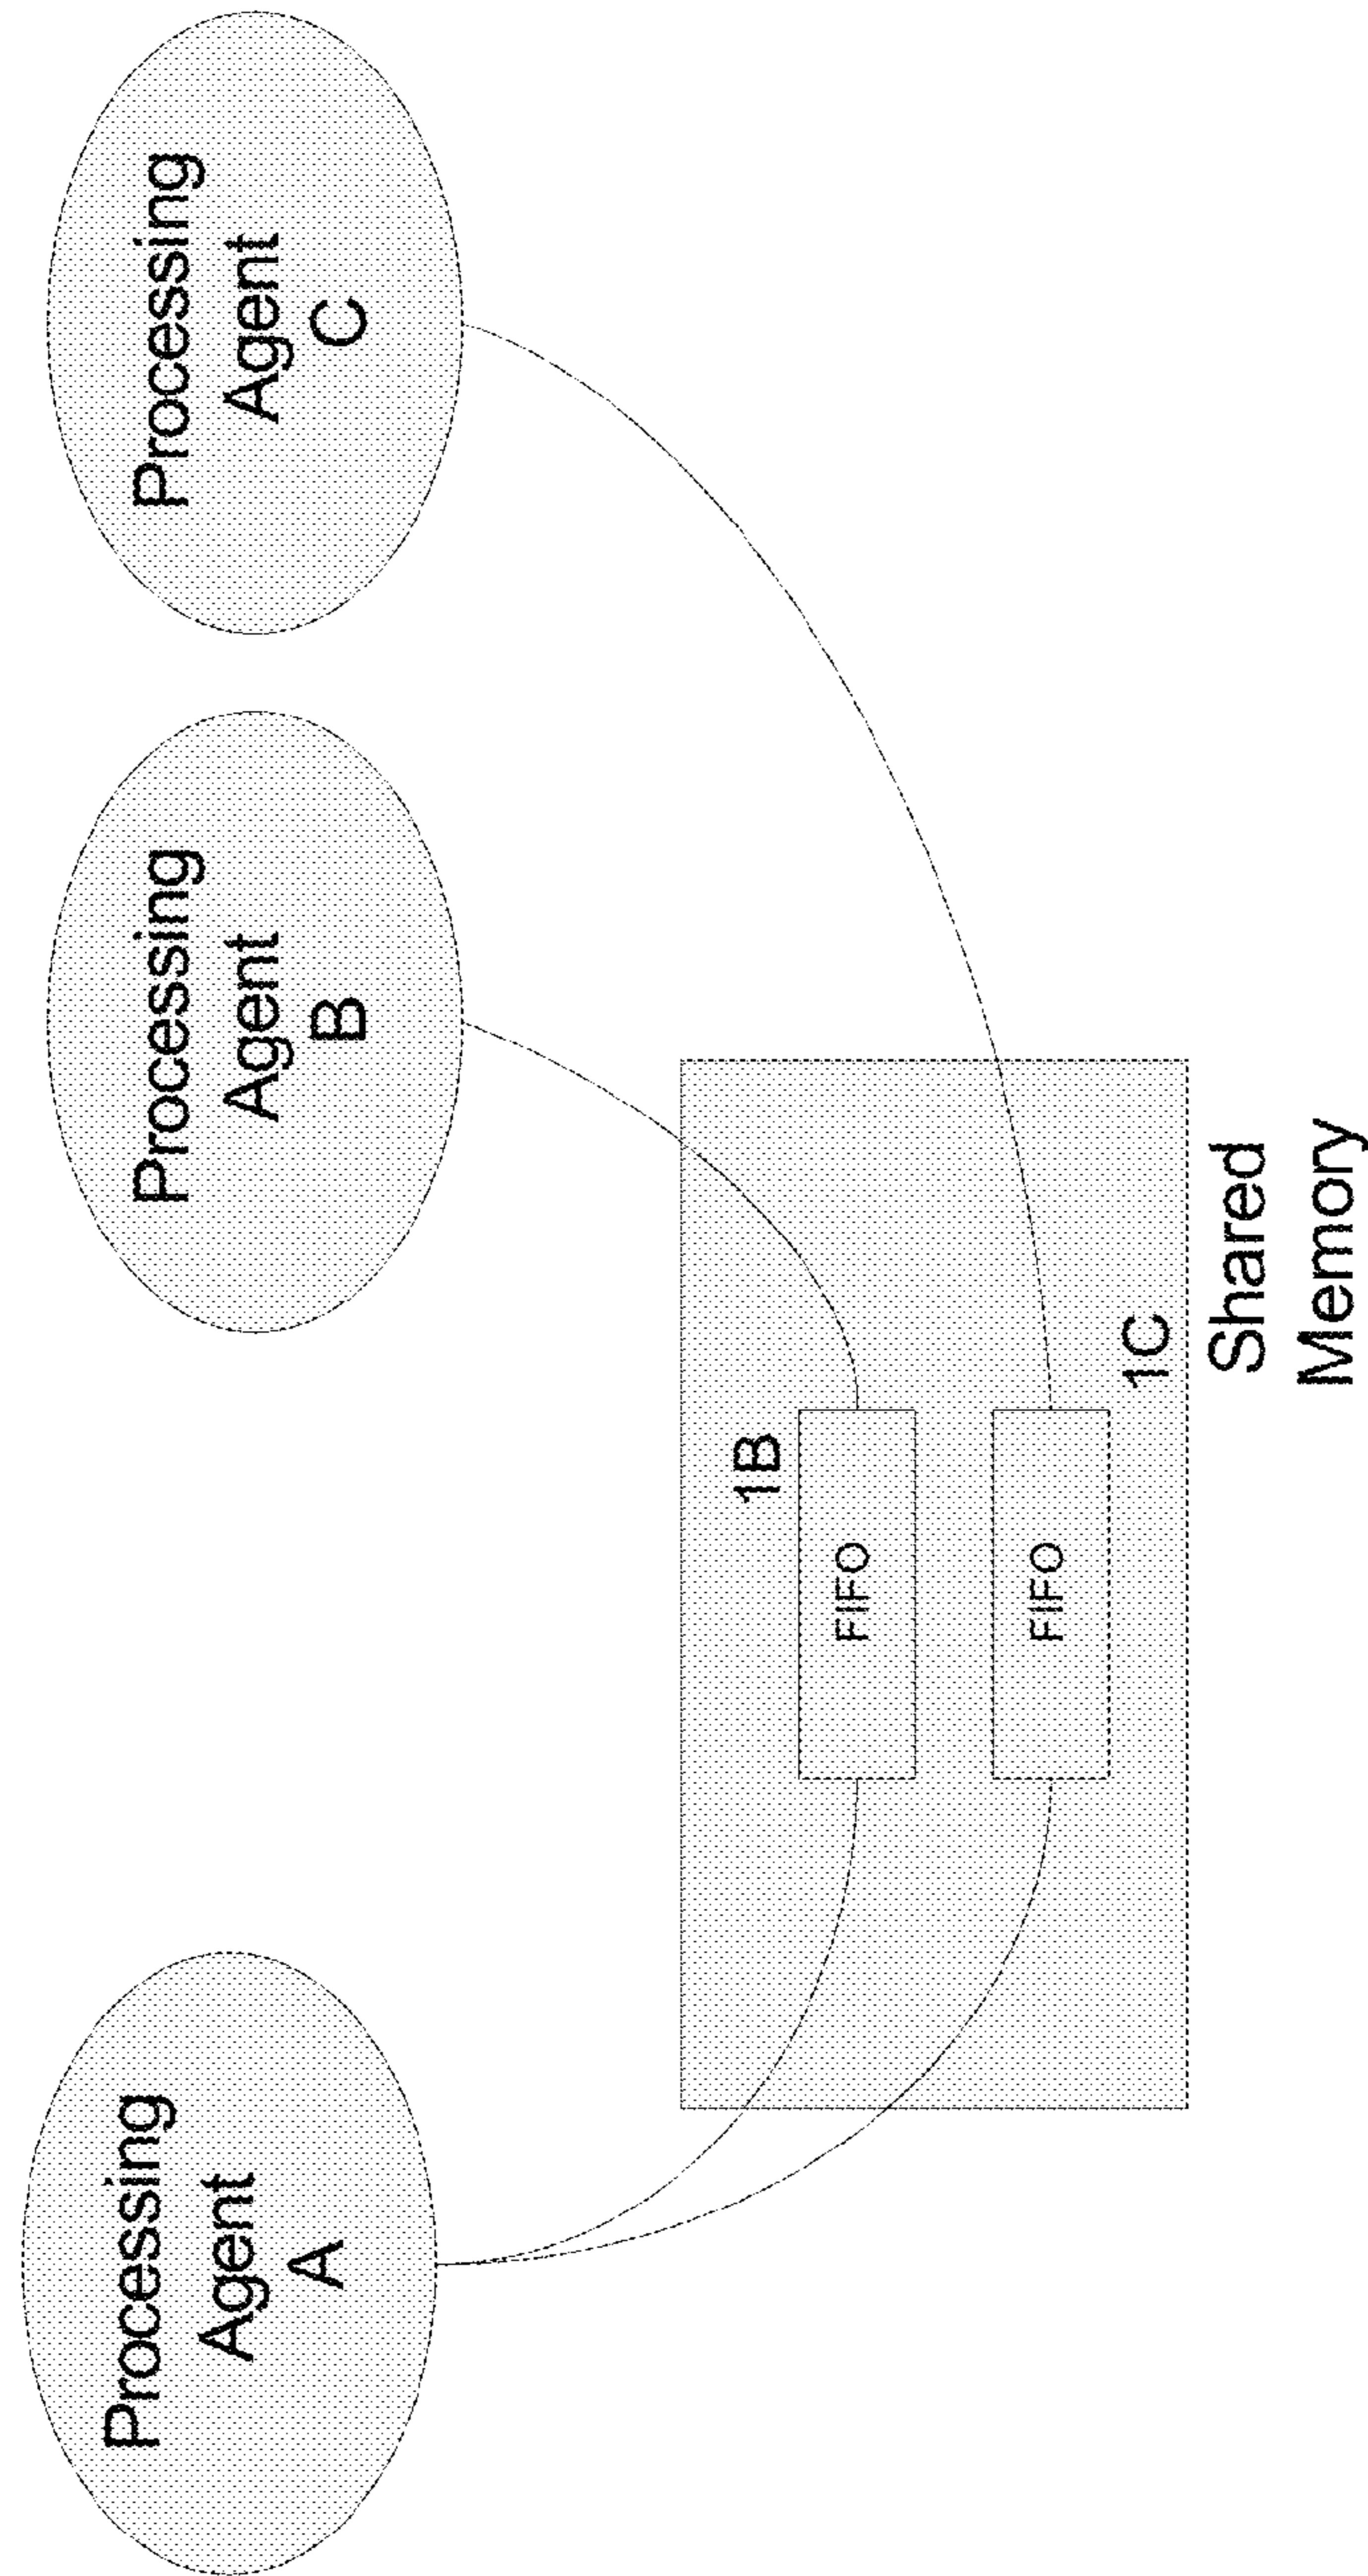 Processing
Agent
A
Processing
Agent
B
Processing
Agent
C
1B
FIFO
FIFO
1C
Shared
Memory